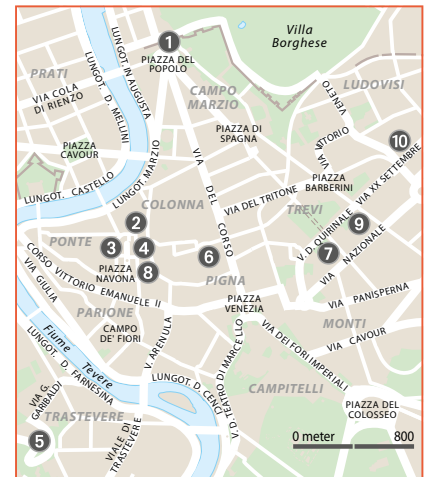 1
PIAZZA DEL
POPOLO
Villa
Borghese
LUNGOT. IN AUGUSTA
LUNGOT. D. MELLINI
PRATI
VIA COLA
DI RIENZO
CAMPO
MARZIO
LUDOVISI
VIA VITTORIO
VENETO
PIAZZA DI
SPAGNA
10
PIAZZA
CAVOUR
LUNGOT. MARZIO
VIA DEL CORSO
PIAZZA
BARBERINI
VIA XX SETTEMBRE
LUNGOT. CASTELLO
COLONNA
VIA DEL TRITONE
TREVI
2
9
V. D. QUIRINALE
PONTE
3
4
6
7
VIA NAZIONALE
PIAZZA
NAVONA
8
CORSO VITTORIO EMANUELE II
VIA GIULIA
PIGNA
PIAZZA
VENEZIA
VIA PANISPERNA
PARIONE
CAMPO
DE' FIORI
MONTI
V. ARENULA
VIA CAVOUR
Fiume Tevere
LUNGOT. D. FARNESINA
LUNGOT. D. CENCI
V. D. TEATRO DI MARCELLO
VIA DEI FORI IMPERIALI
VIA G.
GARIBALDI
CAMPITELLI
TRASTEVERE
PIAZZA DEL
COLOSSEO
5
VIALE DI
TRASTEVERE
0 meter 800